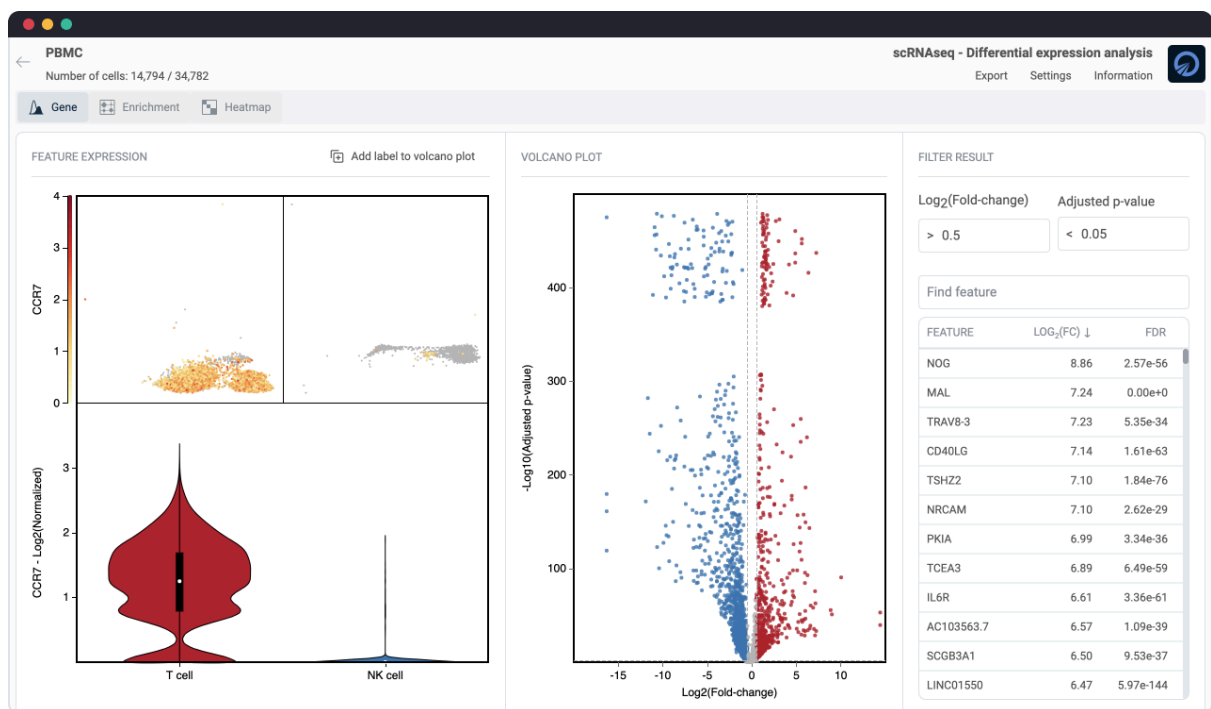 PBMC
Number of cells: 14,794 / 34,782
scRNAseq - Differential expression analysis
Export Settings Information
Gene Enrichment Heatmap
FEATURE EXPRESSION
Add label to volcano plot
4
3
2
1
0
CCR7
3
2
1
CCR7 - Log2(Normalized)
T cell NK cell
VOLCANO PLOT
400
300
200
100
-Log10(Adjusted p-value)
-15 -10 -5 0 5 10
Log2(Fold-change)
FILTER RESULT
Log2(Fold-change) Adjusted p-value
> 0.5 < 0.05
Find feature
FEATURE LOG2(FC) ↓ FDR
NOG 8.86 2.57e-56
MAL 7.24 0.00e+0
TRAV8-3 7.23 5.35e-34
CD40LG 7.14 1.61e-63
TSHZ2 7.10 1.84e-76
NRCAM 7.10 2.62e-29
PKIA 6.99 3.34e-36
TCEA3 6.89 6.49e-59
IL6R 6.61 3.36e-61
AC103563.7 6.57 1.09e-39
SCGB3A1 6.50 9.53e-37
LINC01550 6.47 5.97e-144